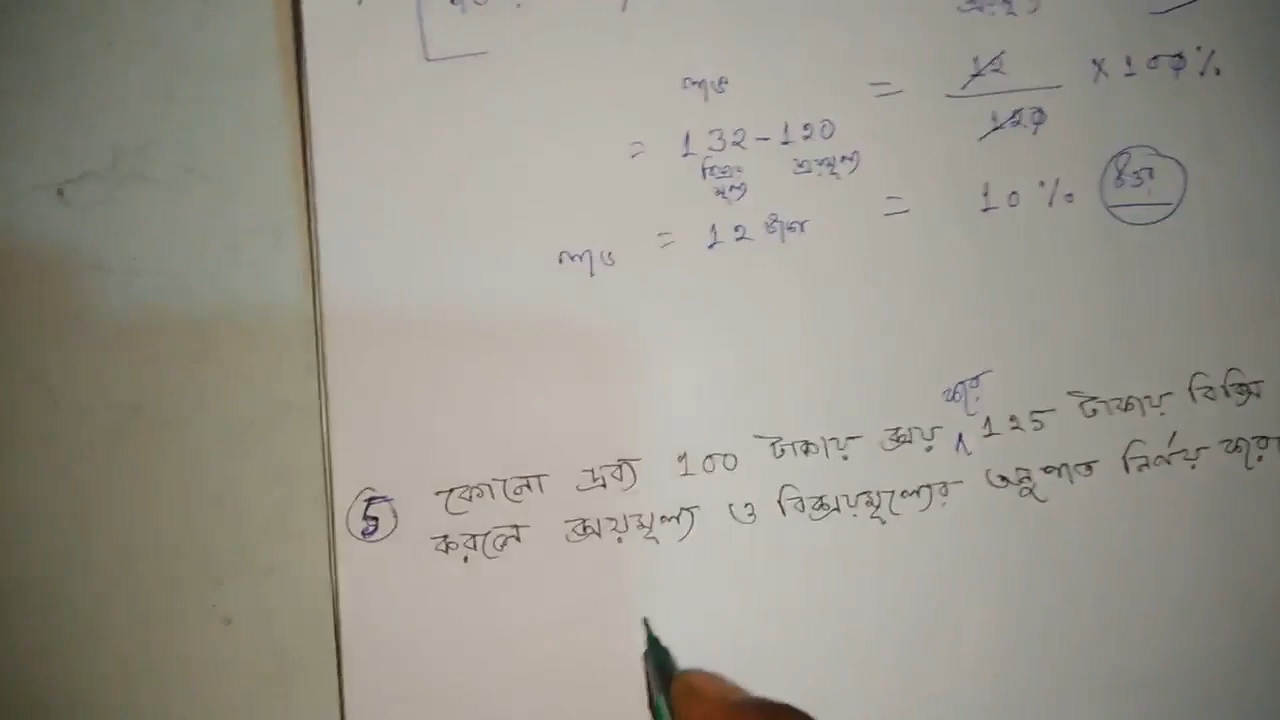 লাভ = 12/120 × 100%
= 132 - 120
বিক্রয় মূল্য ক্রয়মূল্য
লাভ = 12 টাকা = 10% উঃ
করে
5 কোনো দ্রব্য 100 টাকায় ক্রয় ∧ 125 টাকায় বিক্রি
করলে ক্রয়মূল্য ও বিক্রয়মূল্যের অনুপাত নির্ণয় করো